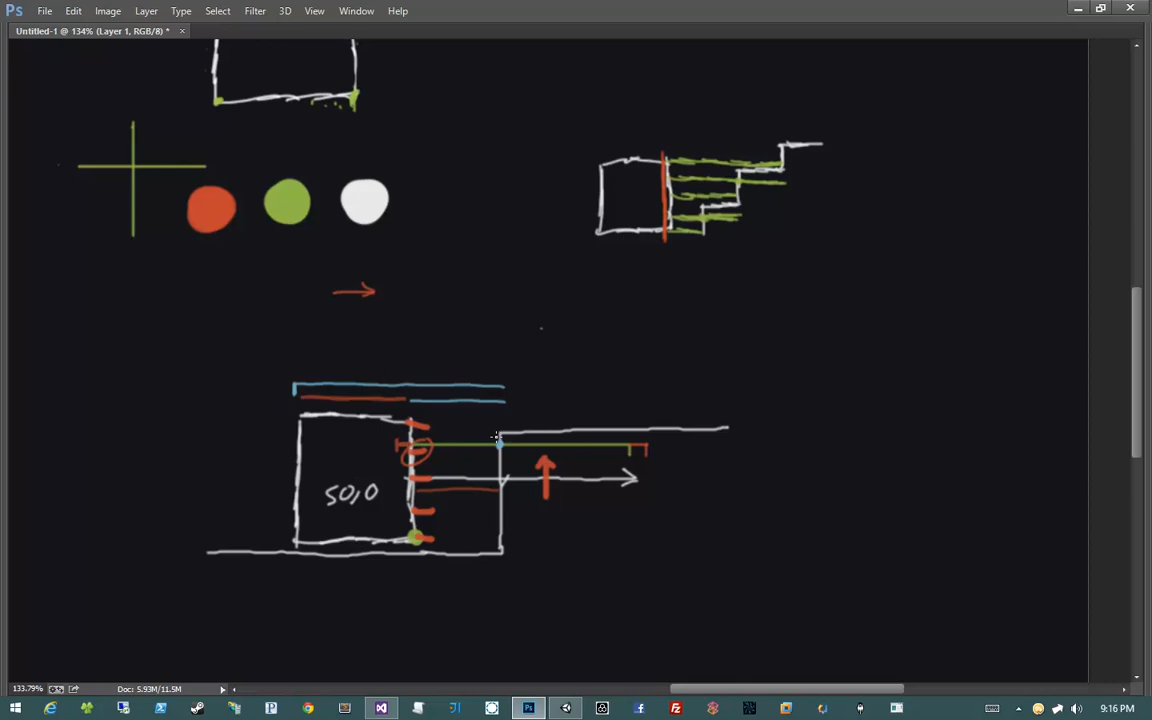 Ps File Edit Image Layer Type Select Filter 3D View Window Help
Untitled-1 @ 134% (Layer 1, RGB/8) * ×
50,0
133.79% Doc: 5.93M/11.5M
9:16 PM